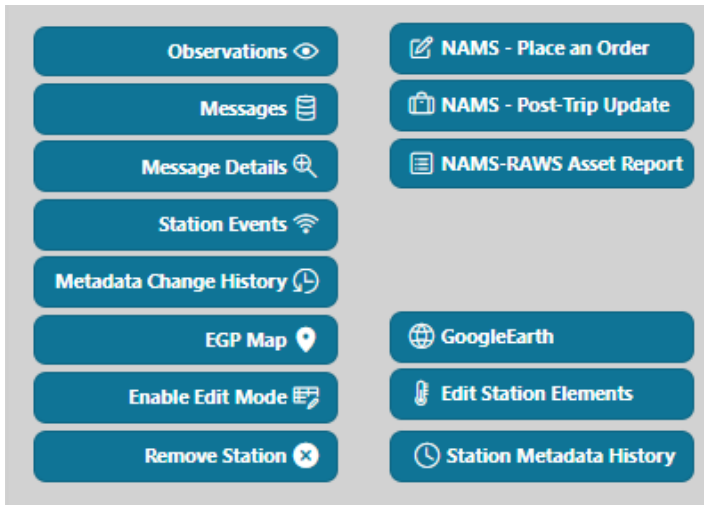 Observations
Messages
Message Details
Station Events
Metadata Change History
EGP Map
Enable Edit Mode
Remove Station
NAMS - Place an Order
NAMS - Post-Trip Update
NAMS-RAWS Asset Report
GoogleEarth
Edit Station Elements
Station Metadata History